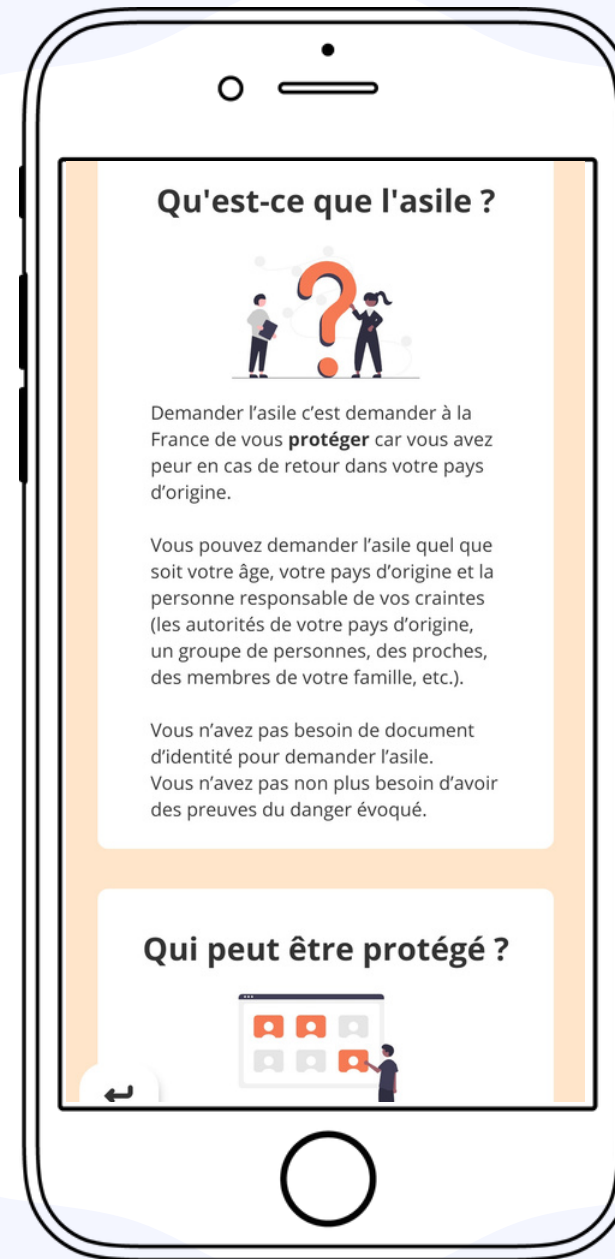 Qu'est-ce que l'asile ?
Demander l’asile c’est demander à la
France de vous protéger car vous avez
peur en cas de retour dans votre pays
d’origine.
Vous pouvez demander l’asile quel que
soit votre âge, votre pays d’origine et la
personne responsable de vos craintes
(les autorités de votre pays d’origine,
un groupe de personnes, des proches,
des membres de votre famille, etc.).
Vous n’avez pas besoin de document
d’identité pour demander l’asile.
Vous n’avez pas non plus besoin d’avoir
des preuves du danger évoqué.
Qui peut être protégé ?